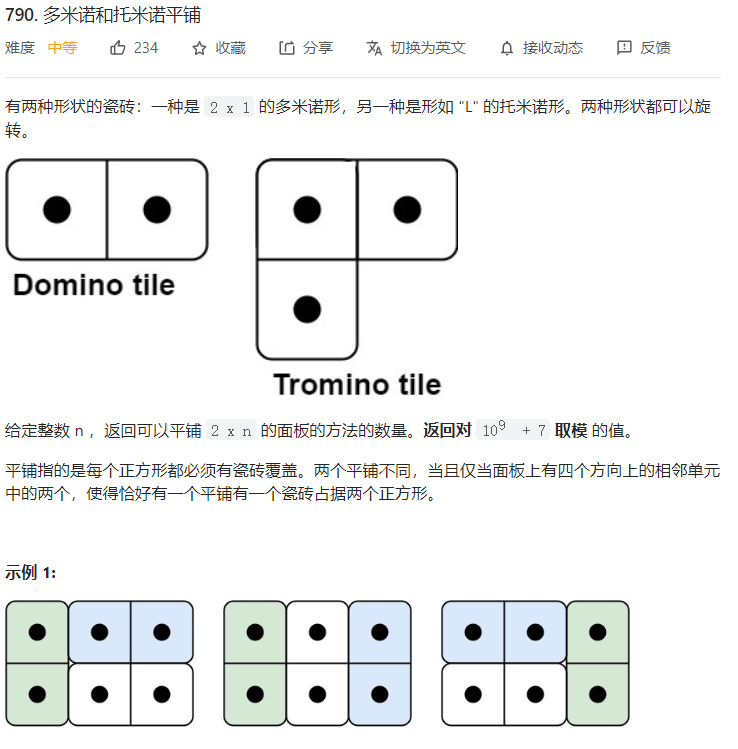 790. 多米诺和托米诺平铺
难度 中等 234 收藏 分享 切换为英文 接收动态 反馈
有两种形状的瓷砖：一种是 2 x 1 的多米诺形，另一种是形如 "L" 的托米诺形。两种形状都可以旋
转。
Domino tile
Tromino tile
给定整数 n ，返回可以平铺 2 x n 的面板的方法的数量。返回对 10⁹ + 7 取模 的值。
平铺指的是每个正方形都必须有瓷砖覆盖。两个平铺不同，当且仅当面板上有四个方向上的相邻单元
中的两个，使得恰好有一个平铺有一个瓷砖占据两个正方形。
示例 1: